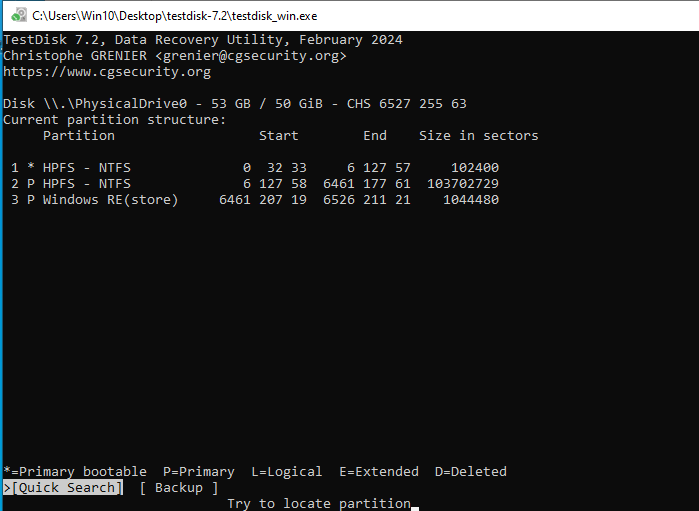 C:\Users\Win10\Desktop\testdisk-7.2\testdisk_win.exe
TestDisk 7.2, Data Recovery Utility, February 2024
Christophe GRENIER <grenier@cgsecurity.org>
https://www.cgsecurity.org
Disk \\.\PhysicalDrive0 - 53 GB / 50 GiB - CHS 6527 255 63
Current partition structure:
     Partition                  Start        End    Size in sectors
 1 * HPFS - NTFS              0  32 33     6 127 57     102400
 2 P HPFS - NTFS              6 127 58  6461 177 61  103702729
 3 P Windows RE(store)     6461 207 19  6526 211 21    1044480
*=Primary bootable  P=Primary  L=Logical  E=Extended  D=Deleted
>[Quick Search]  [ Backup ]
                            Try to locate partition